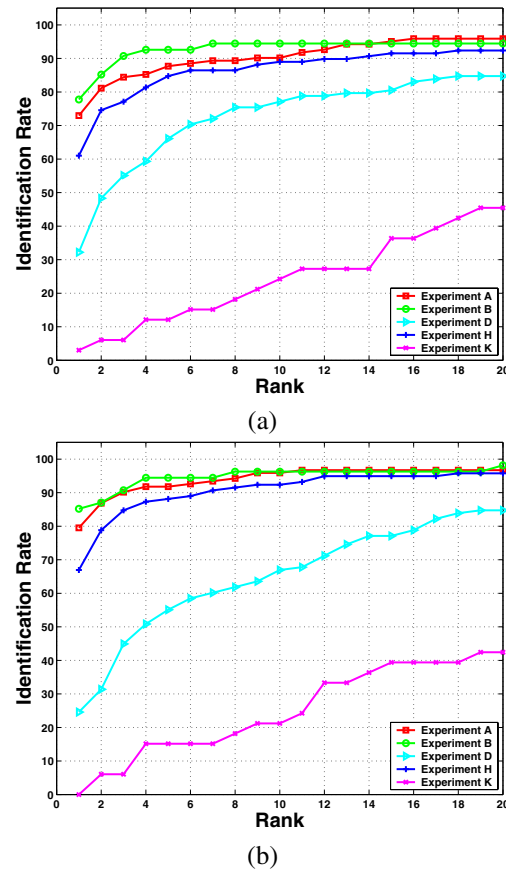 100
90
80
70
60
50
40
30
20
10
0
Identification Rate
0 2 4 6 8 10 12 14 16 18 20
Rank
Experiment A
Experiment B
Experiment D
Experiment H
Experiment K
(a)
100
90
80
70
60
50
40
30
20
10
0
Identification Rate
0 2 4 6 8 10 12 14 16 18 20
Rank
Experiment A
Experiment B
Experiment D
Experiment H
Experiment K
(b)